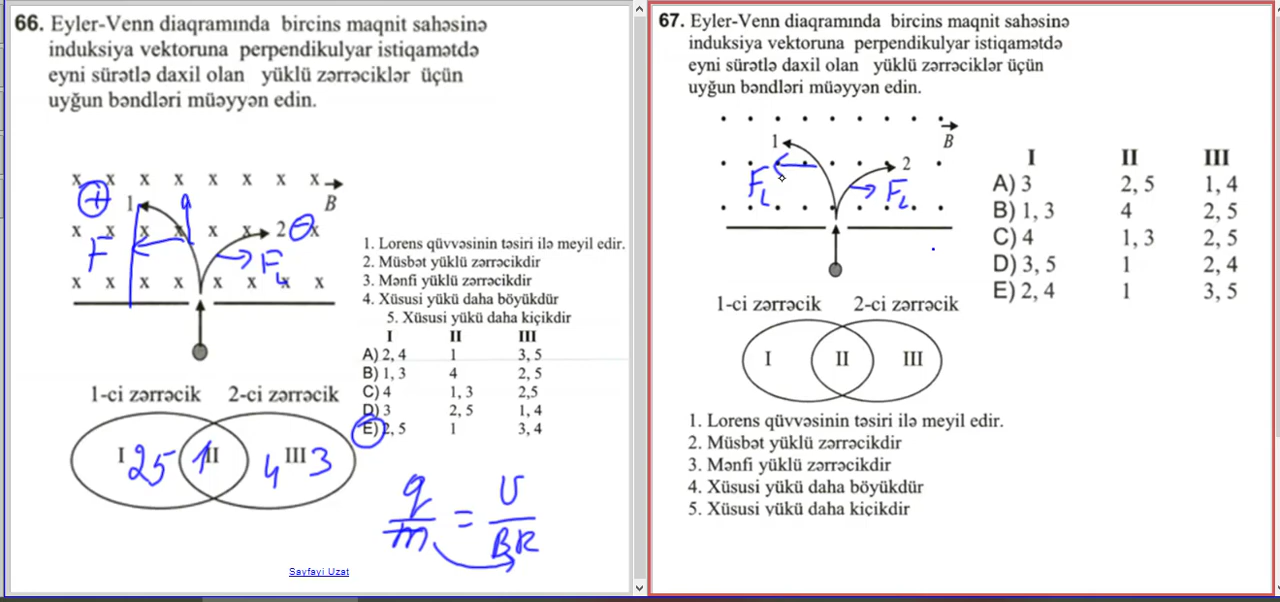 66. Eyler-Venn diaqramında bircins maqnit sahəsinə
induksiya vektoruna perpendikulyar istiqamətdə
eyni sürətlə daxil olan yüklü zərrəciklər üçün
uyğun bəndləri müəyyən edin.
x x x x x x x x
+ 1 B
x x x x x x 2 x
F F_L
x x x x x x x x
1. Lorens qüvvəsinin təsiri ilə meyil edir.
2. Müsbət yüklü zərrəcikdir
3. Mənfi yüklü zərrəcikdir
4. Xüsusi yükü daha böyükdür
5. Xüsusi yükü daha kiçikdir
I II III
A) 2, 4 1 3, 5
B) 1, 3 4 2, 5
C) 4 1, 3 2,5
D) 3 2, 5 1, 4
E) 2, 5 1 3, 4
1-ci zərrəcik 2-ci zərrəcik
I 25 1 II 4 III 3
q/m = υ/BR
Sayfayi Uzat
67. Eyler-Venn diaqramında bircins maqnit sahəsinə
induksiya vektoruna perpendikulyar istiqamətdə
eyni sürətlə daxil olan yüklü zərrəciklər üçün
uyğun bəndləri müəyyən edin.
1 B
2
F_L F_L
I II III
A) 3 2, 5 1, 4
B) 1, 3 4 2, 5
C) 4 1, 3 2, 5
D) 3, 5 1 2, 4
E) 2, 4 1 3, 5
1-ci zərrəcik 2-ci zərrəcik
I II III
1. Lorens qüvvəsinin təsiri ilə meyil edir.
2. Müsbət yüklü zərrəcikdir
3. Mənfi yüklü zərrəcikdir
4. Xüsusi yükü daha böyükdür
5. Xüsusi yükü daha kiçikdir